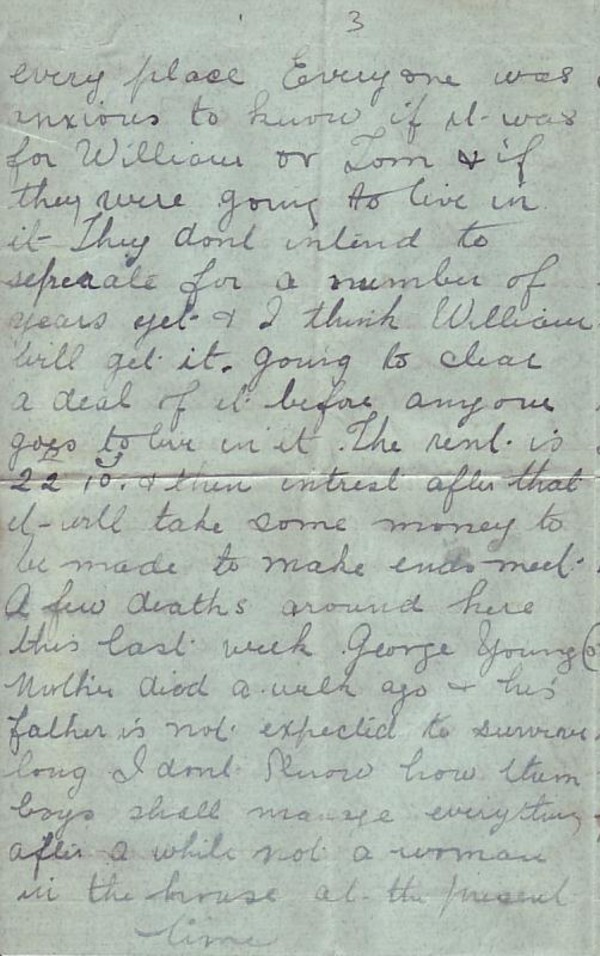 3
every place Everyone was
anxious to know if it was
for William or Tom & if
they were going to live in
it They dont intend to
seperate for a number of
years yet & I think William
will get it. going to clear
a deal of it before anyone
goes to live in it. The rent is
22 10. & then intrest after that
it will take some money to
be made to make ends meet.
A few deaths around here
this last week George Young(s)
Mother died a week ago & his
father is not expected to survive
long I dont know how them
boys shall manage everything
after a while not a woman
in the house at the present
time